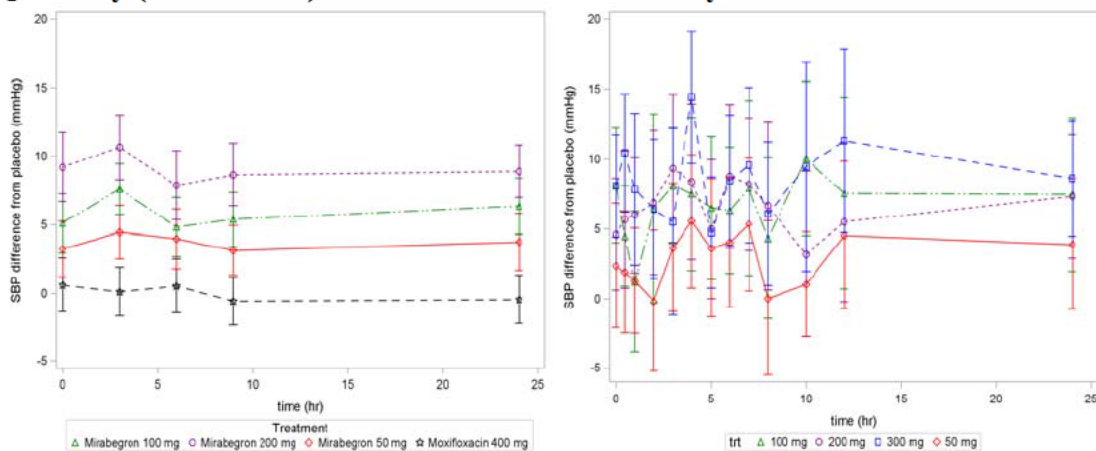 20
15
10
5
0
-5
SBP difference from placebo (mmHg)
0 5 10 15 20 25
time (hr)
Treatment
Mirabegron 100 mg Mirabegron 200 mg Mirabegron 50 mg Moxifloxacin 400 mg
20
15
10
5
0
-5
SBP difference from placebo (mmHg)
0 5 10 15 20 25
time (hr)
trt 100 mg 200 mg 300 mg 50 mg